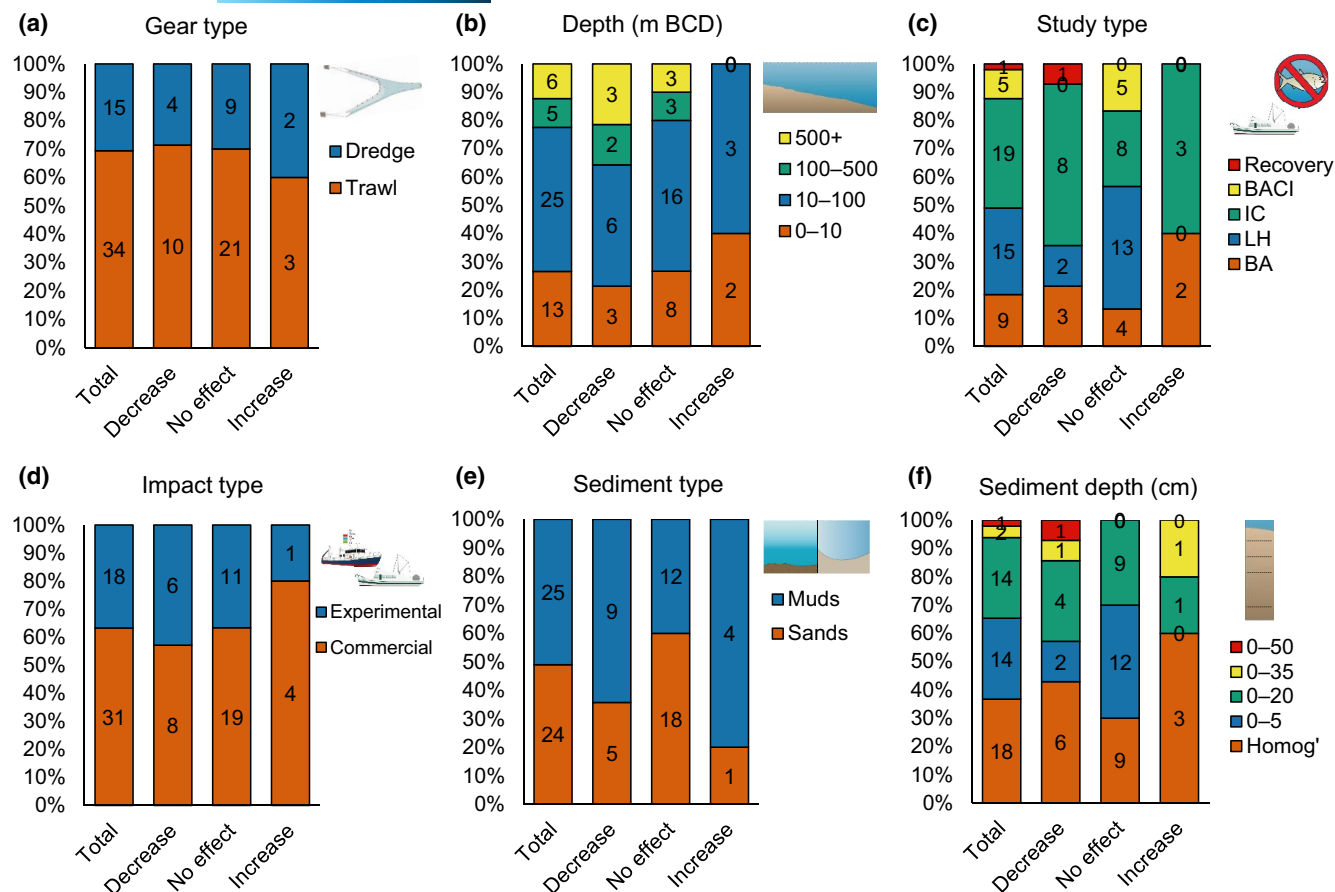 (a)
Gear type
100%
90%
80%
70%
60%
50%
40%
30%
20%
10%
0%
15 4 9 2
34 10 21 3
Dredge
Trawl
Total Decrease No effect Increase
(b)
Depth (m BCD)
100%
90%
80%
70%
60%
50%
40%
30%
20%
10%
0%
6 3 3 0
5 2 3
25 6 16 3
13 3 8 2
500+
100–500
10–100
0–10
Total Decrease No effect Increase
(c)
Study type
100%
90%
80%
70%
60%
50%
40%
30%
20%
10%
0%
1 1 0 0
5 0 5
19 8 8 3
15 2 13 0
9 3 4 2
Recovery
BACI
IC
LH
BA
Total Decrease No effect Increase
(d)
Impact type
100%
90%
80%
70%
60%
50%
40%
30%
20%
10%
0%
18 6 11 1
31 8 19 4
Experimental
Commercial
Total Decrease No effect Increase
(e)
Sediment type
100%
90%
80%
70%
60%
50%
40%
30%
20%
10%
0%
25 9 12 4
24 5 18 1
Muds
Sands
Total Decrease No effect Increase
(f)
Sediment depth (cm)
100%
90%
80%
70%
60%
50%
40%
30%
20%
10%
0%
1 1 0 0
2 1 1
14 4 9 1
14 2 12 0
18 6 9 3
0–50
0–35
0–20
0–5
Homog'
Total Decrease No effect Increase